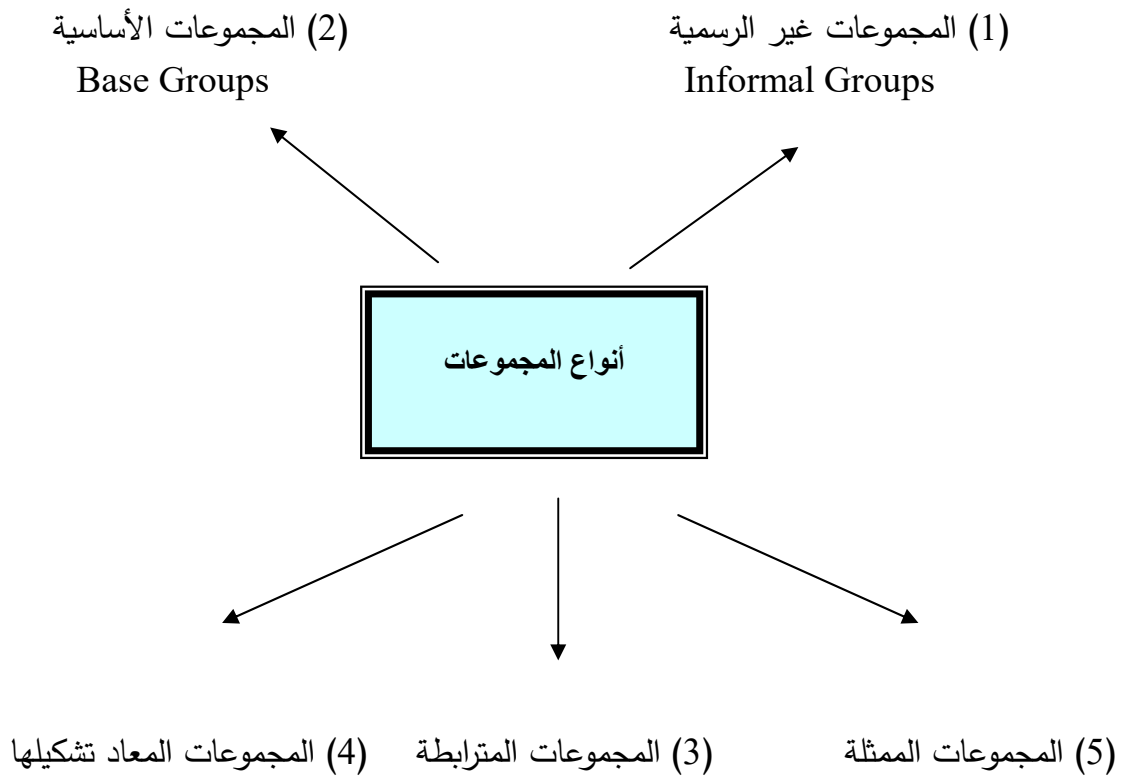 (1) المجموعات غير الرسمية
Informal Groups
(2) المجموعات الأساسية
Base Groups
أنواع المجموعات
(5) المجموعات الممثلة
(3) المجموعات المترابطة
(4) المجموعات المعاد تشكيلها